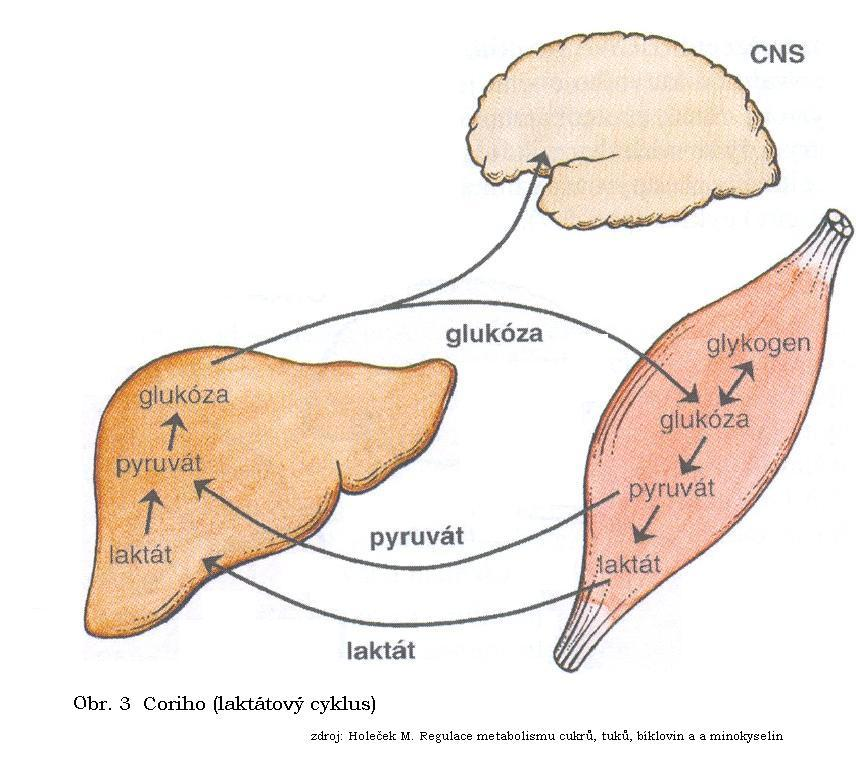 CNS
glukóza
glykogen
glukóza
glukóza
pyruvát
pyruvát
pyruvát
laktát
laktát
laktát
Obr. 3 Coriho (laktátový cyklus)
zdroj: Holeček M. Regulace metabolismu cukrů, tuků, bíklovin a a minokyselin